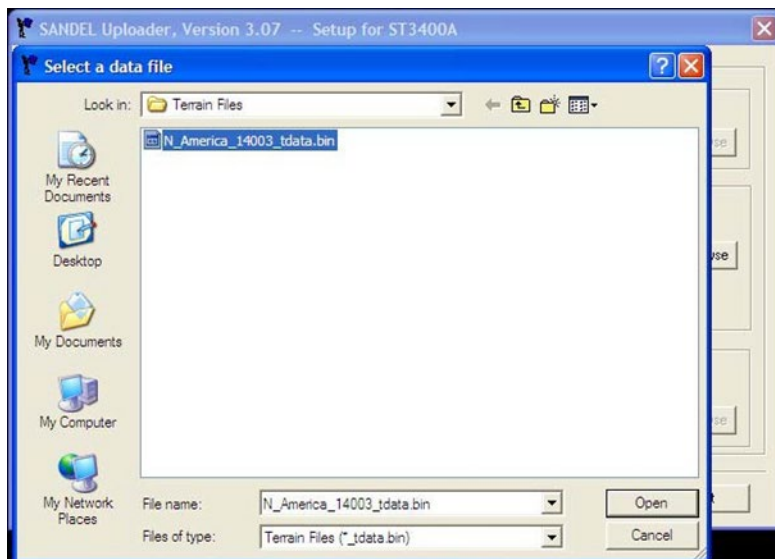 SANDEL Uploader, Version 3.07 -- Setup for ST3400A
Select a data file
Look in: Terrain Files
N_America_14003_tdata.bin
My Recent
Documents
Desktop
My Documents
My Computer
My Network
Places
File name: N_America_14003_tdata.bin Open
Files of type: Terrain Files (*_tdata.bin) Cancel